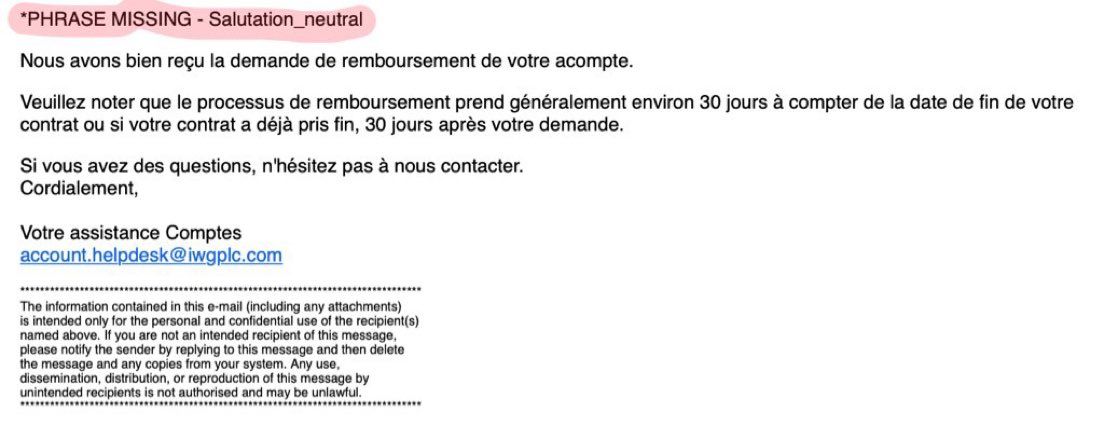 *PHRASE MISSING - Salutation_neutral
Nous avons bien reçu la demande de remboursement de votre acompte.
Veuillez noter que le processus de remboursement prend généralement environ 30 jours à compter de la date de fin de votre
contrat ou si votre contrat a déjà pris fin, 30 jours après votre demande.
Si vous avez des questions, n'hésitez pas à nous contacter.
Cordialement,
Votre assistance Comptes
account.helpdesk@iwgplc.com
************************************************************************************
The information contained in this e-mail (including any attachments)
is intended only for the personal and confidential use of the recipient(s)
named above. If you are not an intended recipient of this message,
please notify the sender by replying to this message and then delete
the message and any copies from your system. Any use,
dissemination, distribution, or reproduction of this message by
unintended recipients is not authorised and may be unlawful.
************************************************************************************